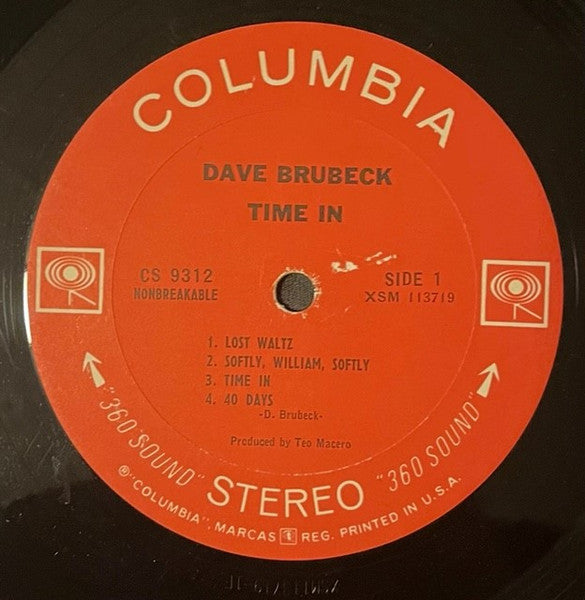 COLUMBIA
DAVE BRUBECK
TIME IN
CS 9312
NONBREAKABLE
SIDE 1
XSM 113719
1. LOST WALTZ
2. SOFTLY, WILLIAM, SOFTLY
3. TIME IN
4. 40 DAYS
-D. Brubeck-
Produced by Teo Macero
"360 SOUND" STEREO "360 SOUND"
®"COLUMBIA", MARCAS REG. PRINTED IN U.S.A.